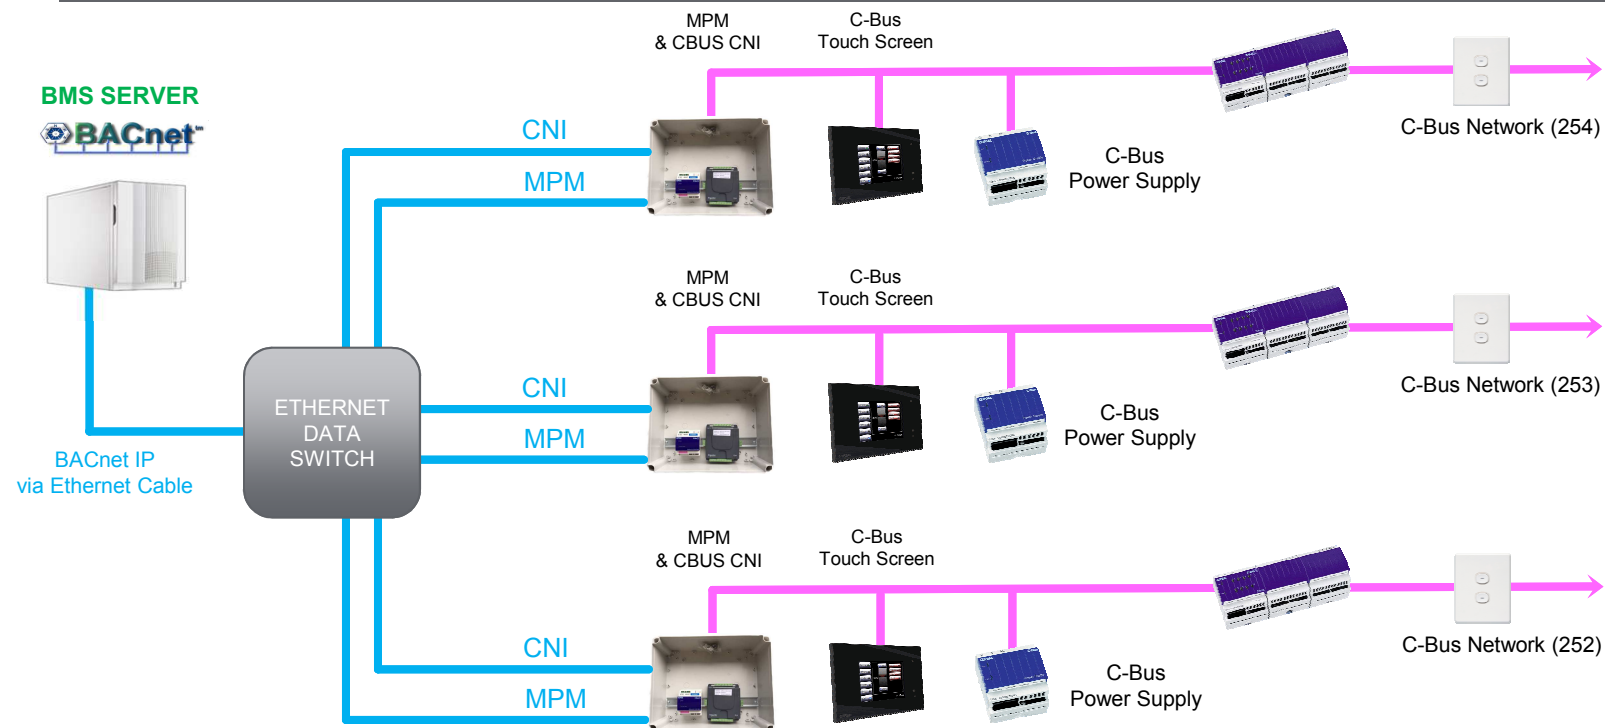 MPM
& CBUS CNI
C-Bus
Touch Screen
BMS SERVER
BACnet™
CNI
MPM
C-Bus
Power Supply
C-Bus Network (254)
MPM
& CBUS CNI
C-Bus
Touch Screen
ETHERNET
DATA
SWITCH
CNI
MPM
C-Bus
Power Supply
C-Bus Network (253)
BACnet IP
via Ethernet Cable
MPM
& CBUS CNI
C-Bus
Touch Screen
CNI
MPM
C-Bus
Power Supply
C-Bus Network (252)